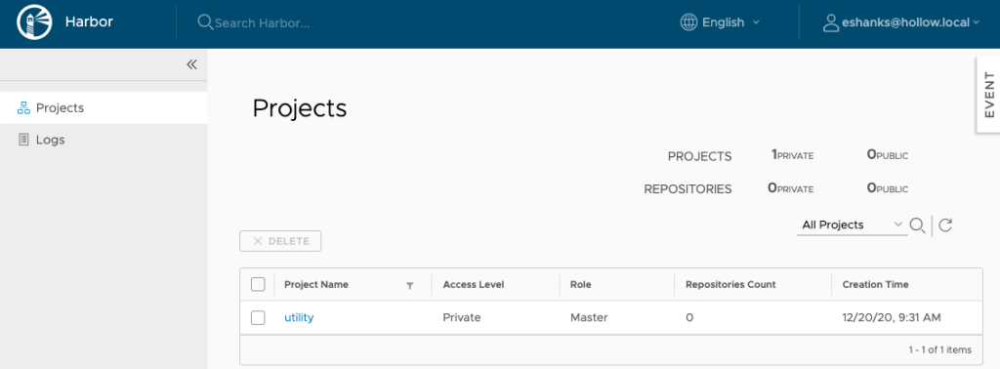 Harbor
Search Harbor...
English
eshanks@hollow.local
EVENT
Projects
Logs
Projects
PROJECTS 1PRIVATE 0PUBLIC
REPOSITORIES 0PRIVATE 0PUBLIC
All Projects
DELETE
Project Name Access Level Role Repositories Count Creation Time
utility Private Master 0 12/20/20, 9:31 AM
1 - 1 of 1 items